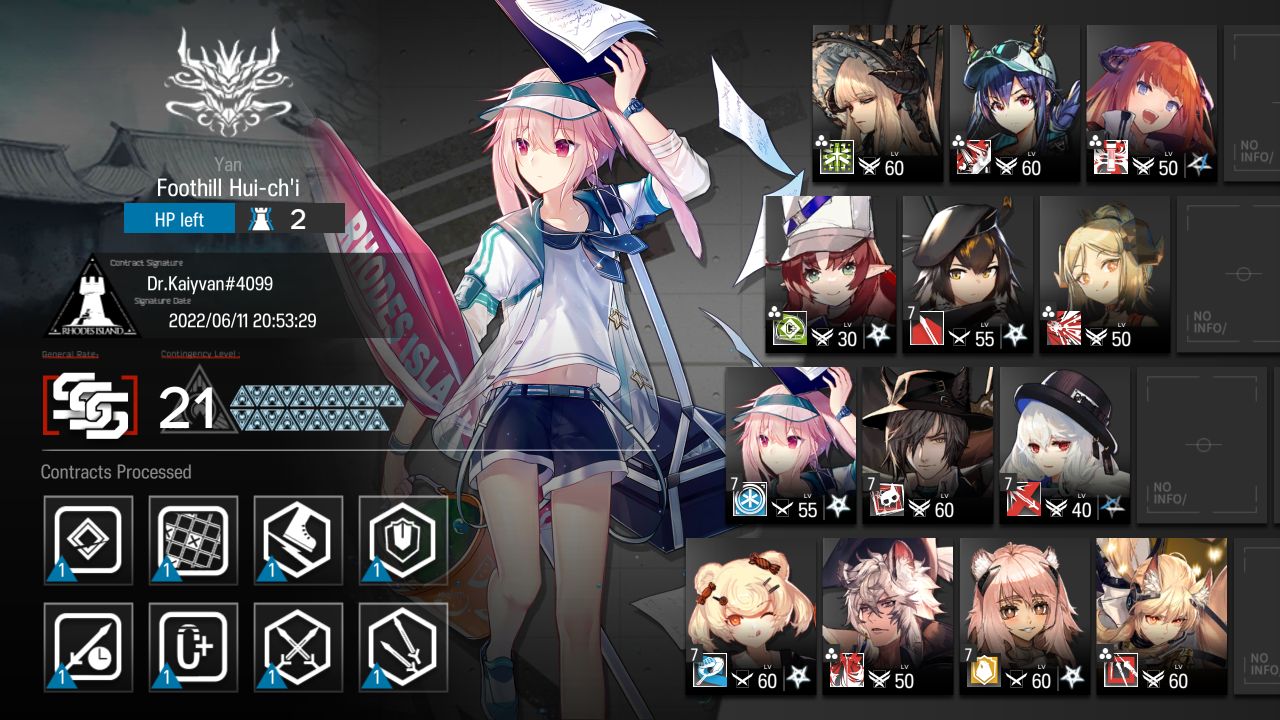 Yan
Foothill Hui-ch'i
HP left
2
Contract Signature
Dr.Kaiyvan#4099
Signature Date
2022/06/11 20:53:29
RHODES ISLAND
General Rate:
Contingency Level:
21
Contracts Processed
1
1
1
1
1
1
1
1
RHODES ISLA
LV
60
LV
60
LV
50
NO
INFO/
LV
30
7
LV
55
LV
50
NO
INFO/
7
LV
55
7
LV
60
7
LV
40
NO
INFO/
7
LV
60
LV
50
7
LV
60
LV
60
NO
INFO